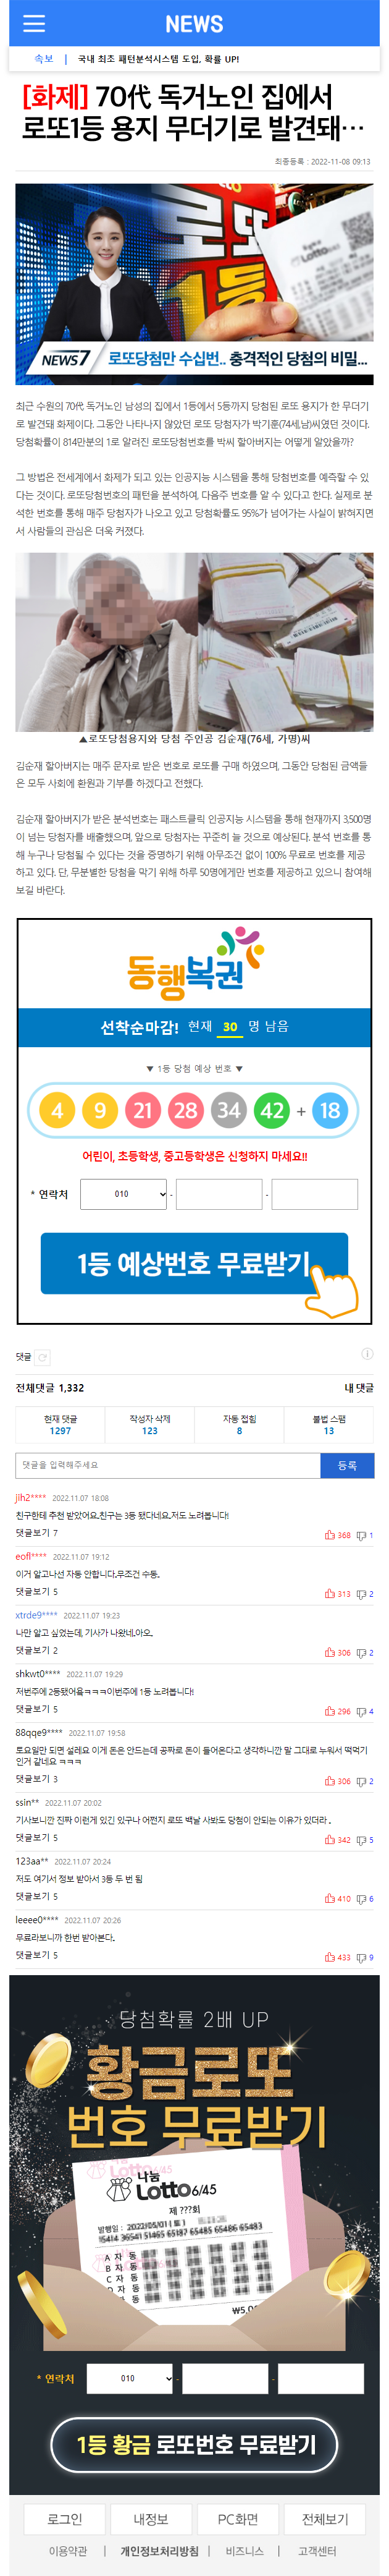 NEWS
속보 | 국내 최초 패턴분석시스템 도입, 확률 UP!
[화제] 70代 독거노인 집에서
로또1등 용지 무더기로 발견돼…
최종등록 : 2022-11-08 09:13
로또
1등
NEWS7 로또당첨만 수십번.. 충격적인 당첨의 비밀...
최근 수원의 70代 독거노인 남성의 집에서 1등에서 5등까지 당첨된 로또 용지가 한 무더기
로 발견돼 화제이다. 그동안 나타나지 않았던 로또 당첨자가 박기훈(74세,남)씨였던 것이다.
당첨확률이 814만분의 1로 알려진 로또당첨번호를 박씨 할아버지는 어떻게 알았을까?
그 방법은 전세계에서 화제가 되고 있는 인공지능 시스템을 통해 당첨번호를 예측할 수 있
다는 것이다. 로또당첨번호의 패턴을 분석하여, 다음주 번호를 알 수 있다고 한다. 실제로 분
석한 번호를 통해 매주 당첨자가 나오고 있고 당첨확률도 95%가 넘어가는 사실이 밝혀지면
서 사람들의 관심은 더욱 커졌다.
▲로또당첨용지와 당첨 주인공 김순재(76세, 가명)씨
김순재 할아버지는 매주 문자로 받은 번호로 로또를 구매 하였으며, 그동안 당첨된 금액들
은 모두 사회에 환원과 기부를 하겠다고 전했다.
김순재 할아버지가 받은 분석번호는 패스트클릭 인공지능 시스템을 통해 현재까지 3,500명
이 넘는 당첨자를 배출했으며, 앞으로 당첨자는 꾸준히 늘 것으로 예상된다. 분석 번호를 통
해 누구나 당첨될 수 있다는 것을 증명하기 위해 아무조건 없이 100% 무료로 번호를 제공
하고 있다. 단, 무분별한 당첨을 막기 위해 하루 50명에게만 번호를 제공하고 있으니 참여해
보길 바란다.
동행복권
선착순마감! 현재 30 명 남음
▼ 1등 당첨 예상 번호 ▼
4 9 21 28 34 42 + 18
어린이, 초등학생, 중고등학생은 신청하지 마세요!!
* 연락처 010 - -
1등 예상번호 무료받기
댓글
전체댓글 1,332 내 댓글
현재 댓글 작성자 삭제 자동 접힘 불법 스팸
1297 123 8 13
댓글을 입력해주세요 등록
jlh2**** 2022.11.07 18:08
친구한테 추천 받았어요..친구는 3등 됐다네요..저도 노려봅니다!
댓글보기 7 368 1
eofl**** 2022.11.07 19:12
이거 알고나선 자동 안합니다..무조건 수동..
댓글보기 5 313 2
xtrde9**** 2022.11.07 19:23
나만 알고 싶었는데, 기사가 나왔네..아오..
댓글보기 2 306 2
shkwt0**** 2022.11.07 19:29
저번주에 2등됐어욬ㅋㅋㅋ이번주에 1등 노려봅니다!
댓글보기 5 296 4
88qqe9**** 2022.11.07 19:58
토요일만 되면 설레요 이게 돈은 안드는데 공짜로 돈이 들어온다고 생각하니깐 말 그대로 누워서 떡먹기
인거 같네요 ㅋㅋㅋ
댓글보기 3 306 2
ssin** 2022.11.07 20:02
기사보니깐 진짜 이런게 있긴 있구나 어쩐지 로또 백날 사봐도 당첨이 안되는 이유가 있더라 。
댓글보기 5 342 5
123aa** 2022.11.07 20:24
저도 여기서 정보 받아서 3등 두 번 됨
댓글보기 5 410 6
leeee0**** 2022.11.07 20:26
무료라보니까 한번 받아본다..
댓글보기 5 433 9
당첨확률 2배 UP
황금로또
번호 무료받기
나눔
Lotto6/45
제 ???회
발행일 : 2022/05/01 ( 토 )
A 자 동
B 자 동
C 자 동
D 자 동
* 연락처 010 - -
1등 황금 로또번호 무료받기
로그인 내정보 PC화면 전체보기
이용약관 | 개인정보처리방침 | 비즈니스 | 고객센터